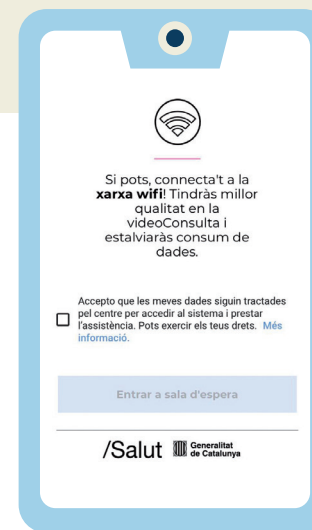 Si pots, connecta't a la
xarxa wifi! Tindràs millor
qualitat en la
videoConsulta i
estalviaràs consum de
dades.
Accepto que les meves dades siguin tractades
pel centre per accedir al sistema i prestar
l'assistència. Pots exercir els teus drets. Més
informació.
Entrar a sala d'espera
/Salut Generalitat
de Catalunya